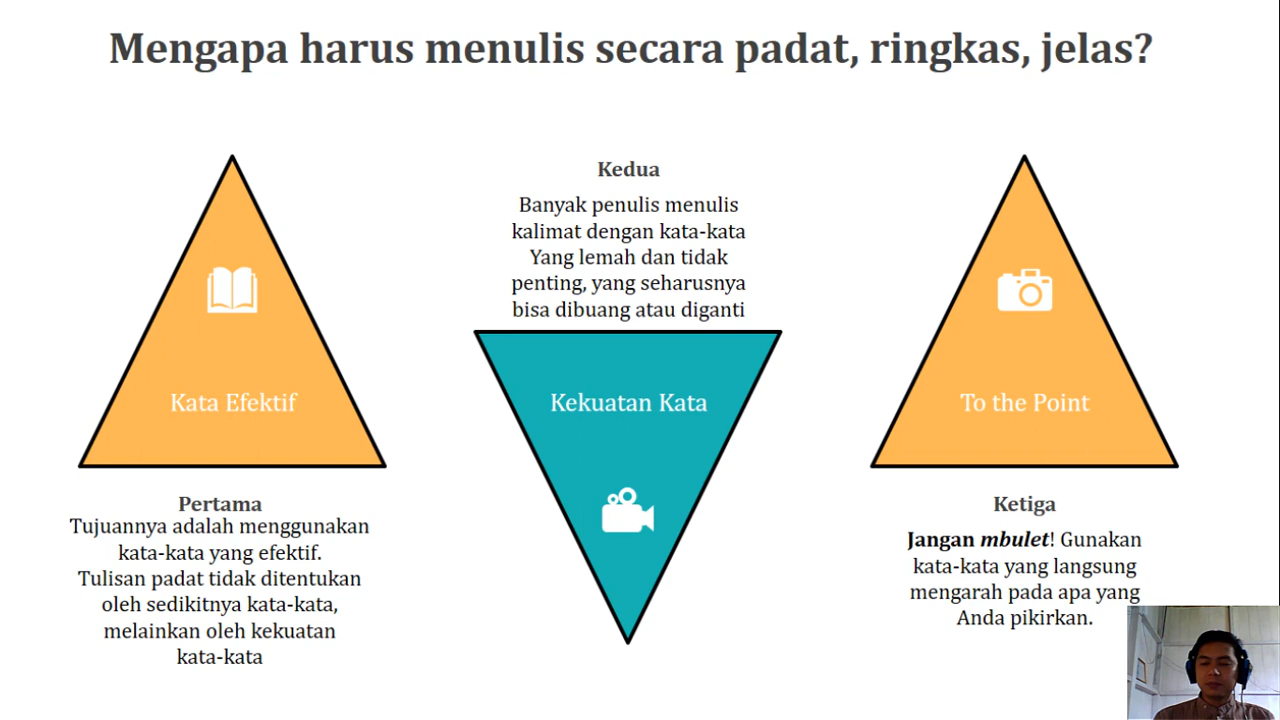 Mengapa harus menulis secara padat, ringkas, jelas?
Kata Efektif
Pertama
Tujuannya adalah menggunakan
kata-kata yang efektif.
Tulisan padat tidak ditentukan
oleh sedikitnya kata-kata,
melainkan oleh kekuatan
kata-kata
Kedua
Banyak penulis menulis
kalimat dengan kata-kata
Yang lemah dan tidak
penting, yang seharusnya
bisa dibuang atau diganti
Kekuatan Kata
To the Point
Ketiga
Jangan mbulet! Gunakan
kata-kata yang langsung
mengarah pada apa yang
Anda pikirkan.